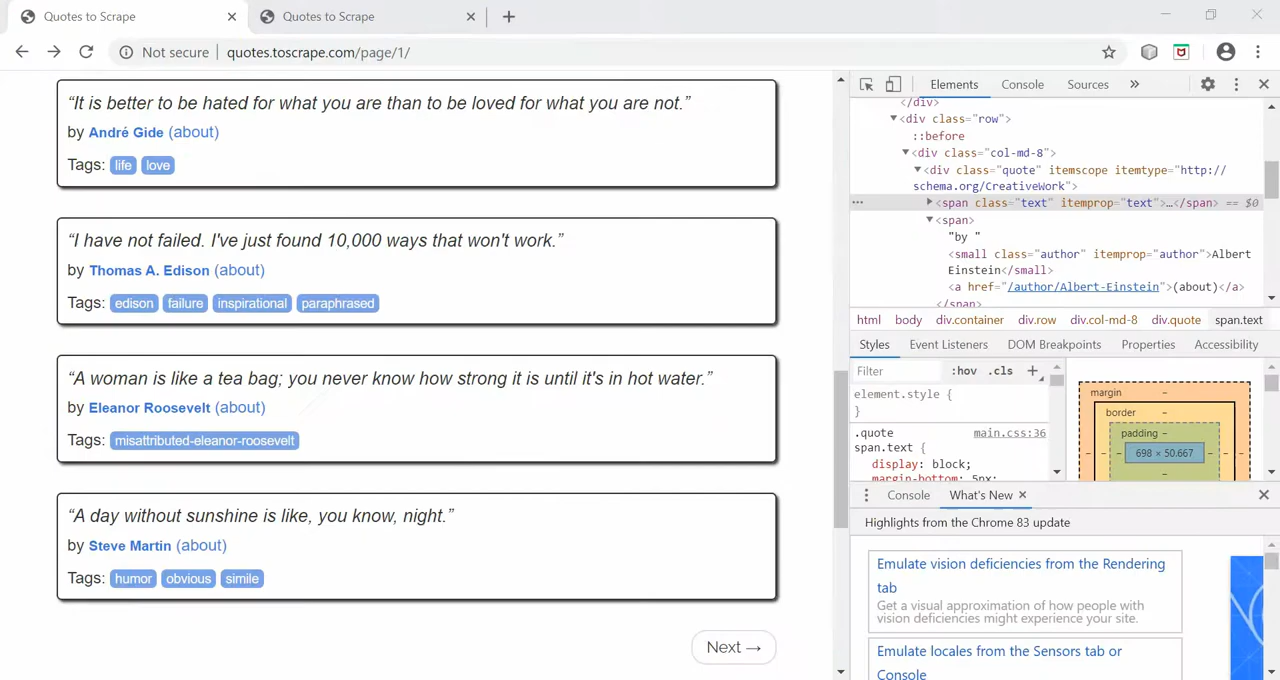 Quotes to Scrape
Quotes to Scrape
Not secure quotes.toscrape.com/page/1/
“It is better to be hated for what you are than to be loved for what you are not.”
by André Gide (about)
Tags: life love
“I have not failed. I've just found 10,000 ways that won't work.”
by Thomas A. Edison (about)
Tags: edison failure inspirational paraphrased
“A woman is like a tea bag; you never know how strong it is until it's in hot water.”
by Eleanor Roosevelt (about)
Tags: misattributed-eleanor-roosevelt
“A day without sunshine is like, you know, night.”
by Steve Martin (about)
Tags: humor obvious simile
Next →
Elements Console Sources »
</div>
<div class="row">
::before
<div class="col-md-8">
<div class="quote" itemscope itemtype="http://
schema.org/CreativeWork">
<span class="text" itemprop="text">…</span> == $0
<span>
"by "
<small class="author" itemprop="author">Albert
Einstein</small>
<a href="/author/Albert-Einstein">(about)</a>
</span>
html body div.container div.row div.col-md-8 div.quote span.text
Styles Event Listeners DOM Breakpoints Properties Accessibility
Filter :hov .cls +
element.style {
}
.quote main.css:36
span.text {
display: block;
margin-bottom: 5px;
margin –
border –
padding –
698 × 50.667
Console What's New ×
Highlights from the Chrome 83 update
Emulate vision deficiencies from the Rendering
tab
Get a visual approximation of how people with
vision deficiencies might experience your site.
Emulate locales from the Sensors tab or
Console